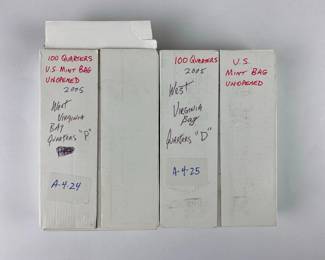 100 QUARTERS
U.S. MINT BAG
UNOPENED
2005
West
VIRGINIA
BAY
Quarters "P"
A-4-24
100 QUARTERS
2005
West
VIRGINIA
Bag
Quarters "D"
A-4-25
U.S.
MINT BAG
UNOPENED